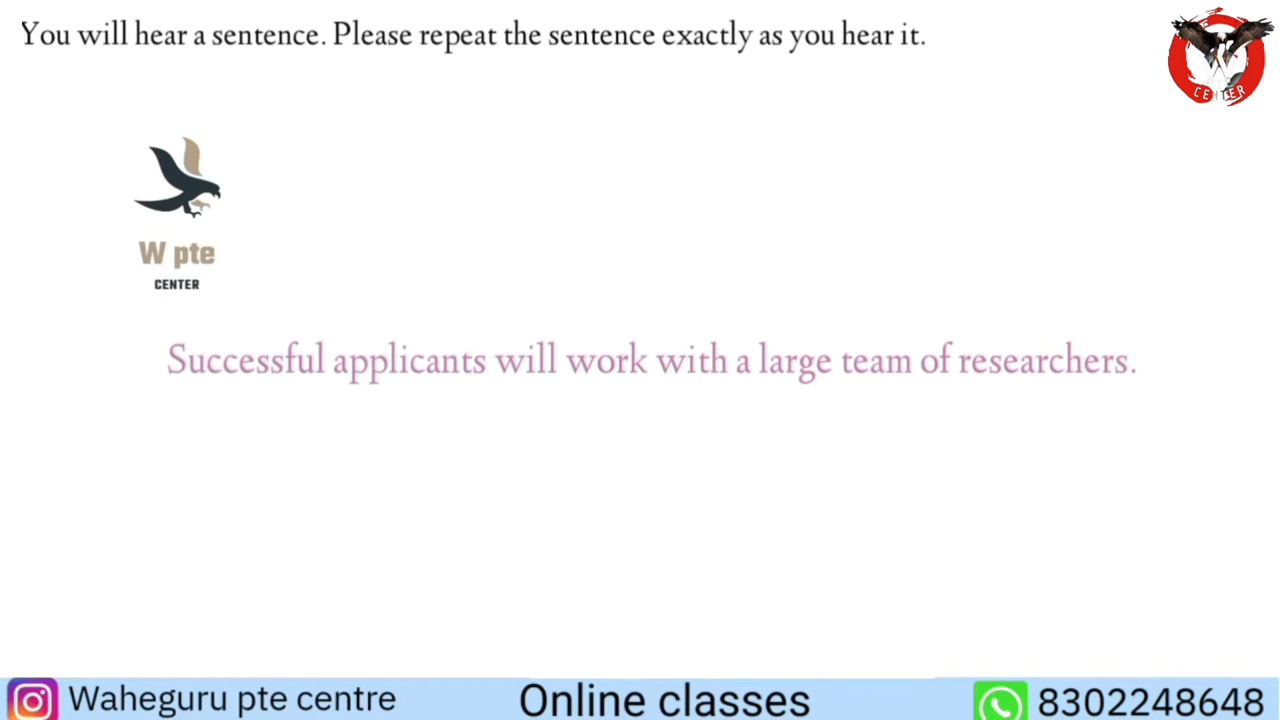 You will hear a sentence. Please repeat the sentence exactly as you hear it.
CENTER
W pte
CENTER
Successful applicants will work with a large team of researchers.
Waheguru pte centre
Online classes
8302248648